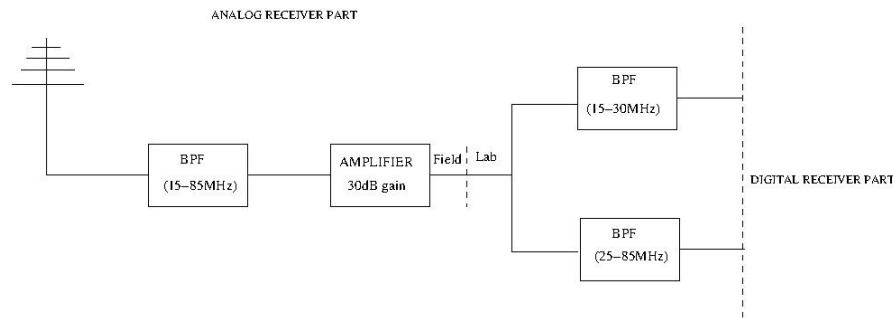 ANALOG RECEIVER PART
BPF
(15–85MHz)
AMPLIFIER
30dB gain
Field
Lab
BPF
(15–30MHz)
BPF
(25–85MHz)
DIGITAL RECEIVER PART